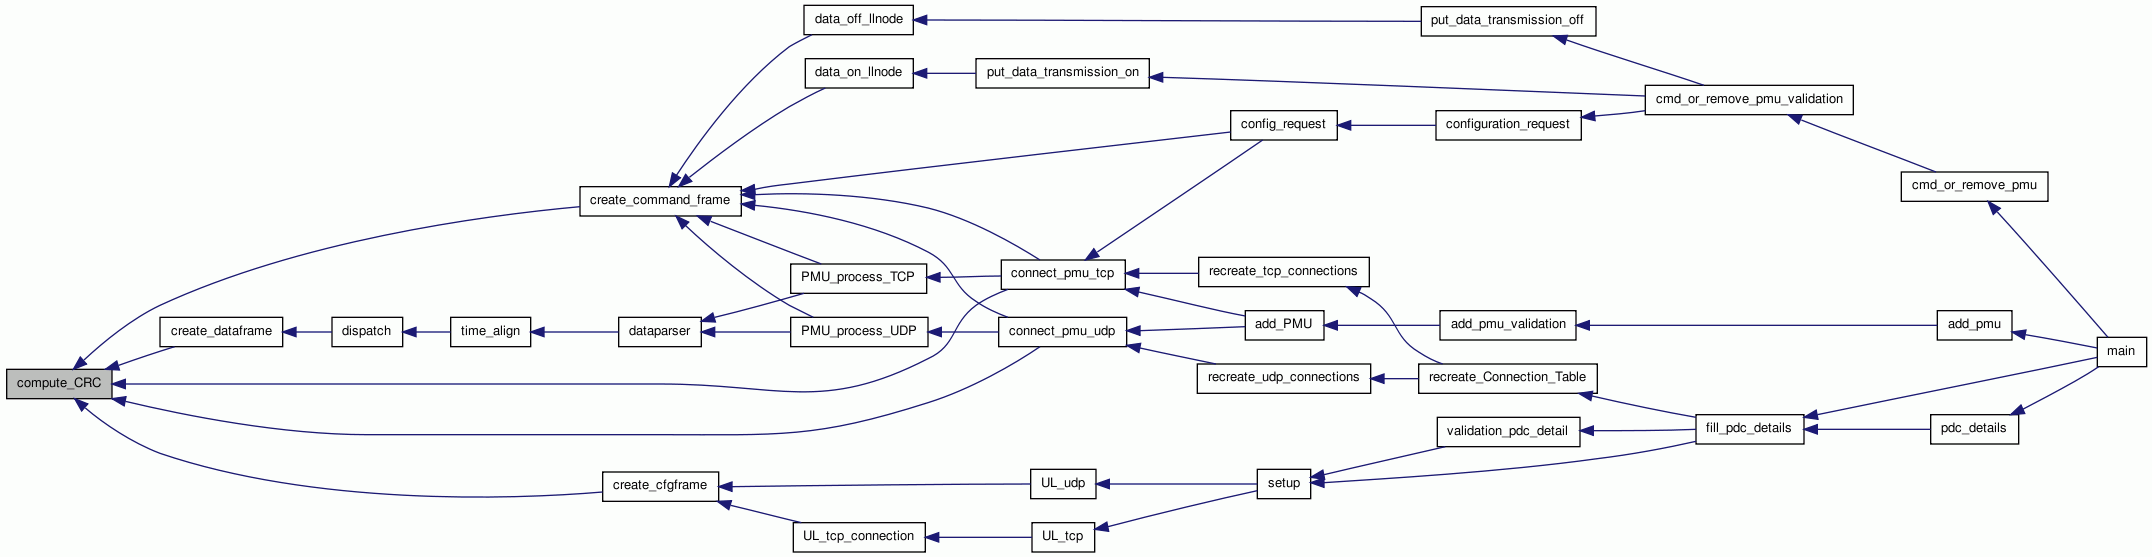 data_off_llnode
put_data_transmission_off
data_on_llnode
put_data_transmission_on
cmd_or_remove_pmu_validation
config_request
configuration_request
cmd_or_remove_pmu
create_command_frame
connect_pmu_tcp
recreate_tcp_connections
PMU_process_TCP
create_dataframe
dispatch
time_align
dataparser
PMU_process_UDP
connect_pmu_udp
add_PMU
add_pmu_validation
add_pmu
main
compute_CRC
recreate_udp_connections
recreate_Connection_Table
validation_pdc_detail
fill_pdc_details
pdc_details
create_cfgframe
UL_udp
setup
UL_tcp_connection
UL_tcp